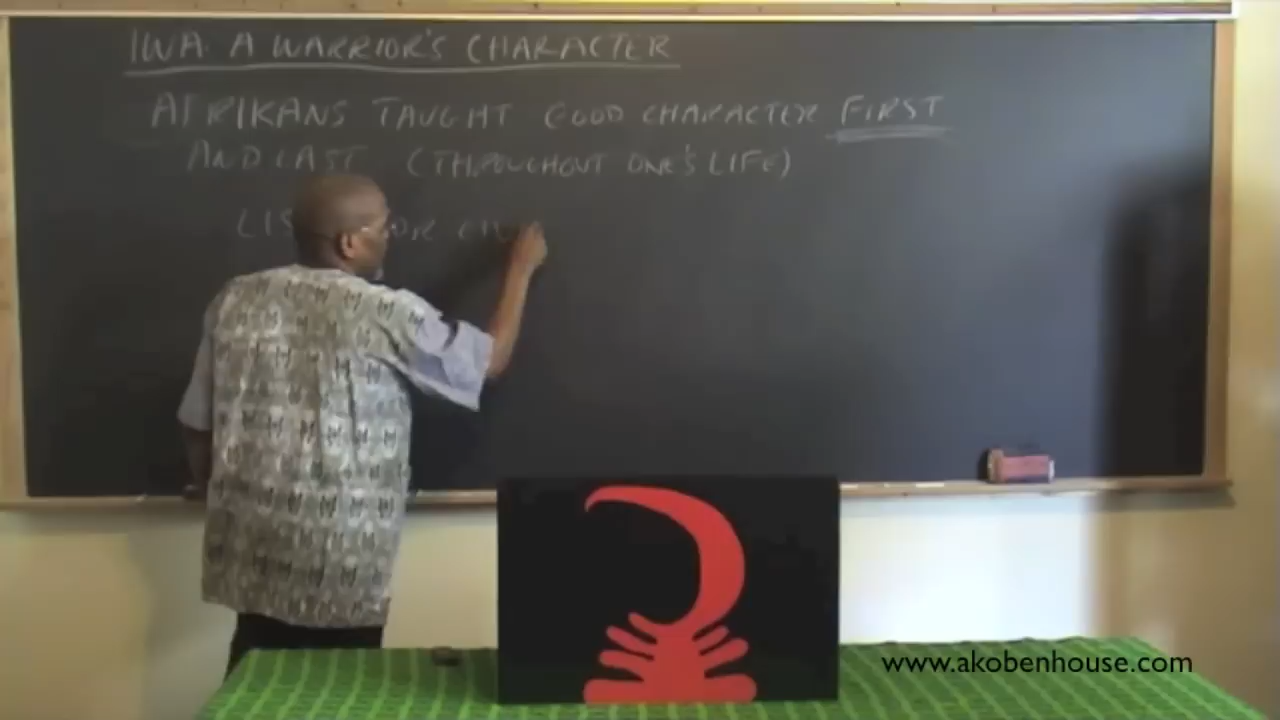 IWA: A WARRIOR'S CHARACTER
AFRIKANS TAUGHT GOOD CHARACTER FIRST
AND LAST (THROUGHOUT ONE'S LIFE)
www.akobenhouse.com